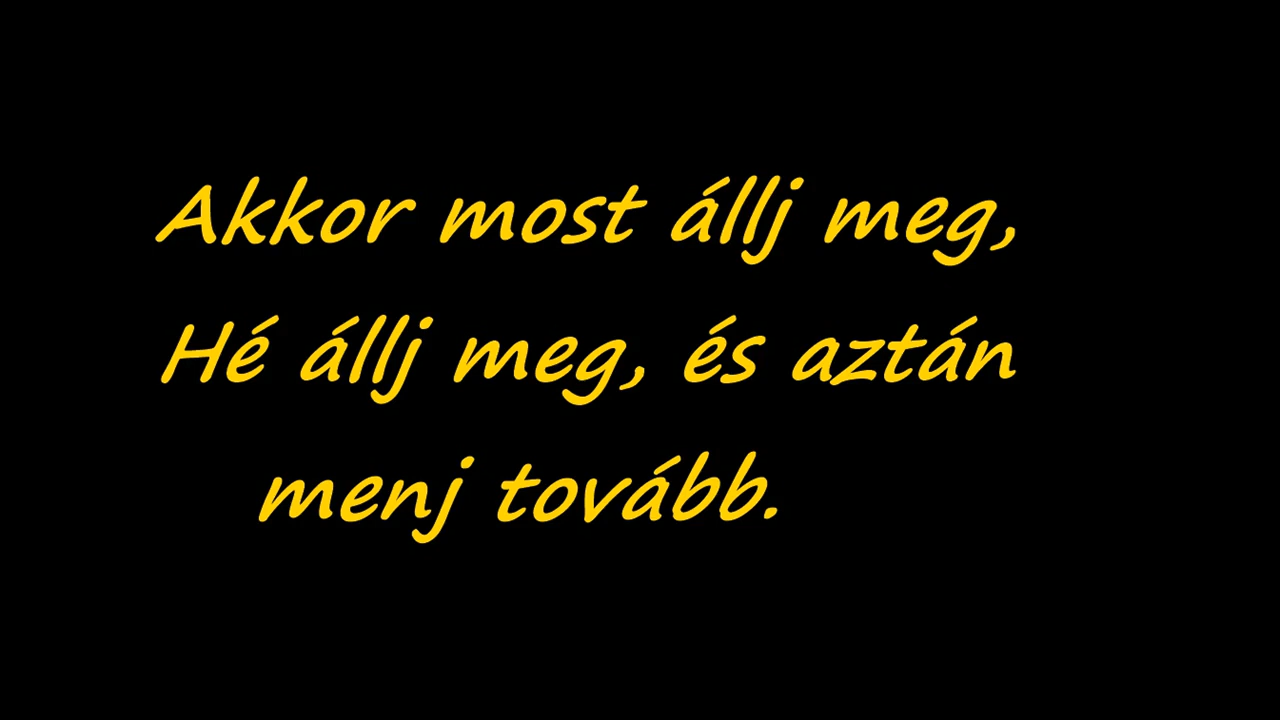 Akkor most állj meg,
Hé állj meg, és aztán
menj tovább.